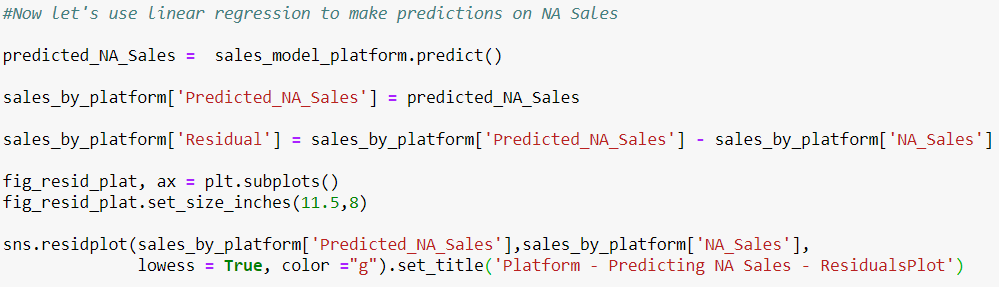 #Now let's use linear regression to make predictions on NA Sales
predicted_NA_Sales =  sales_model_platform.predict()
sales_by_platform['Predicted_NA_Sales'] = predicted_NA_Sales
sales_by_platform['Residual'] = sales_by_platform['Predicted_NA_Sales'] - sales_by_platform['NA_Sales']
fig_resid_plat, ax = plt.subplots()
fig_resid_plat.set_size_inches(11.5,8)
sns.residplot(sales_by_platform['Predicted_NA_Sales'],sales_by_platform['NA_Sales'],
lowess = True, color ="g").set_title('Platform - Predicting NA Sales - ResidualsPlot')